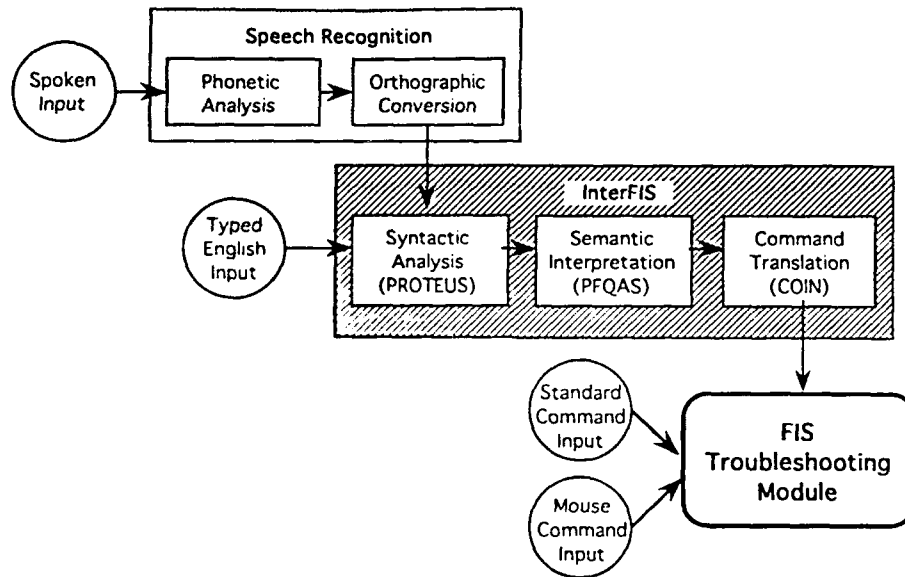 Speech Recognition
Spoken
Input
Phonetic
Analysis
Orthographic
Conversion
InterFIS
Typed
English
Input
Syntactic
Analysis
(PROTEUS)
Semantic
Interpretation
(PFQAS)
Command
Translation
(COIN)
Standard
Command
Input
FIS
Troubleshooting
Module
Mouse
Command
Input